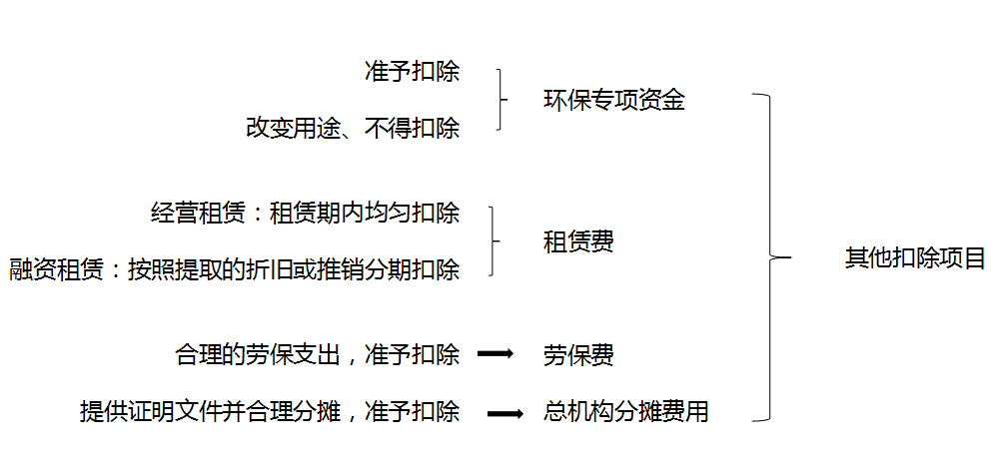 准予扣除
环保专项资金
改变用途、不得扣除
经营租赁：租赁期内均匀扣除
租赁费
其他扣除项目
融资租赁：按照提取的折旧或推销分期扣除
合理的劳保支出，准予扣除
劳保费
提供证明文件并合理分摊，准予扣除
总机构分摊费用